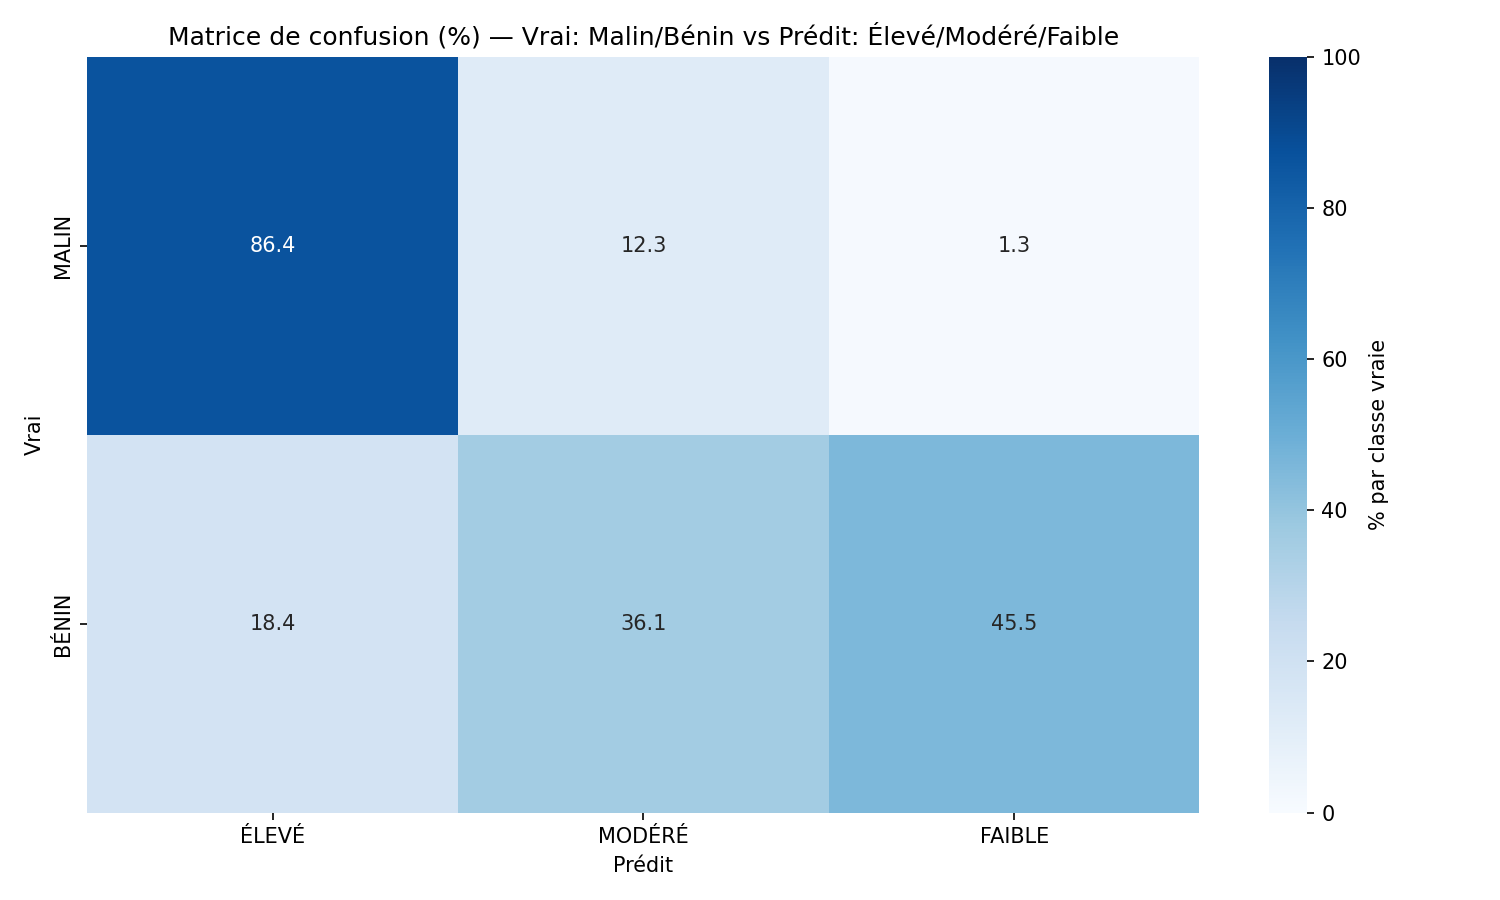 Matrice de confusion (%) — Vrai: Malin/Bénin vs Prédit: Élevé/Modéré/Faible
MALIN
86.4
12.3
1.3
BÉNIN
18.4
36.1
45.5
Vrai
ÉLEVÉ
MODÉRÉ
FAIBLE
Prédit
100
80
60
40
20
0
% par classe vraie